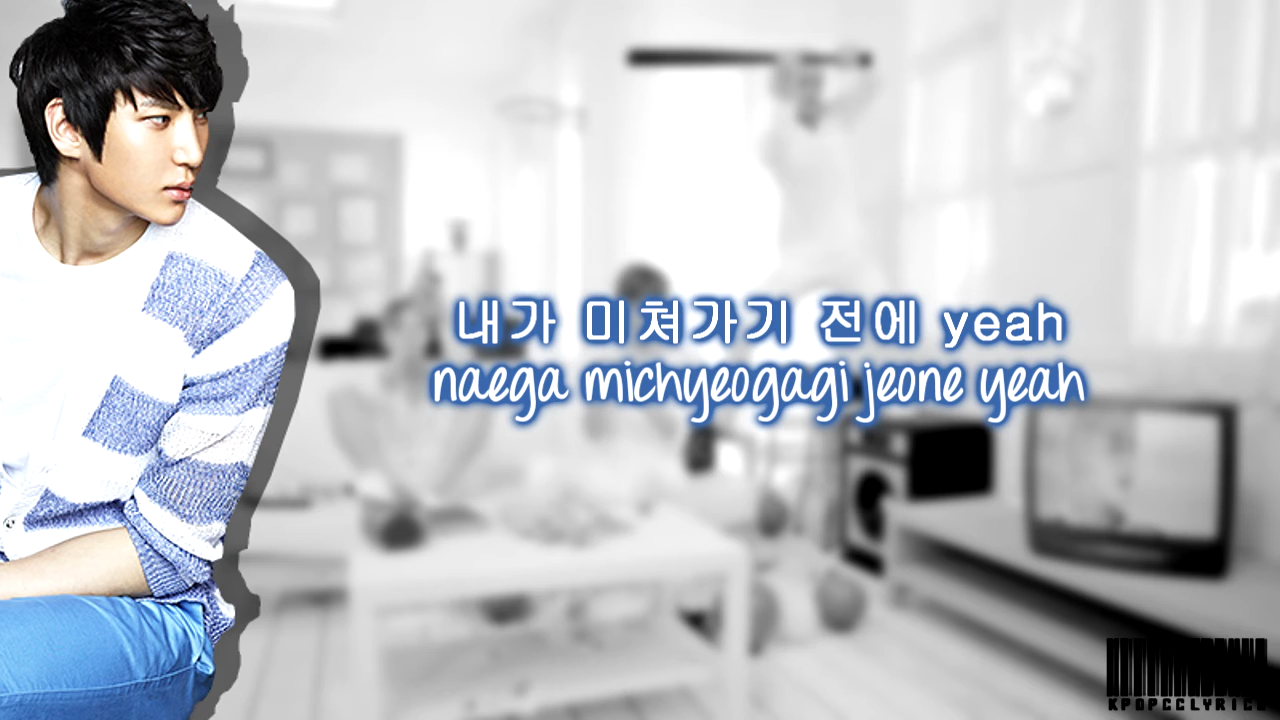 내가 미쳐가기 전에 yeah
naega michyeogagi jeone yeah
KPOPCCLYRICS